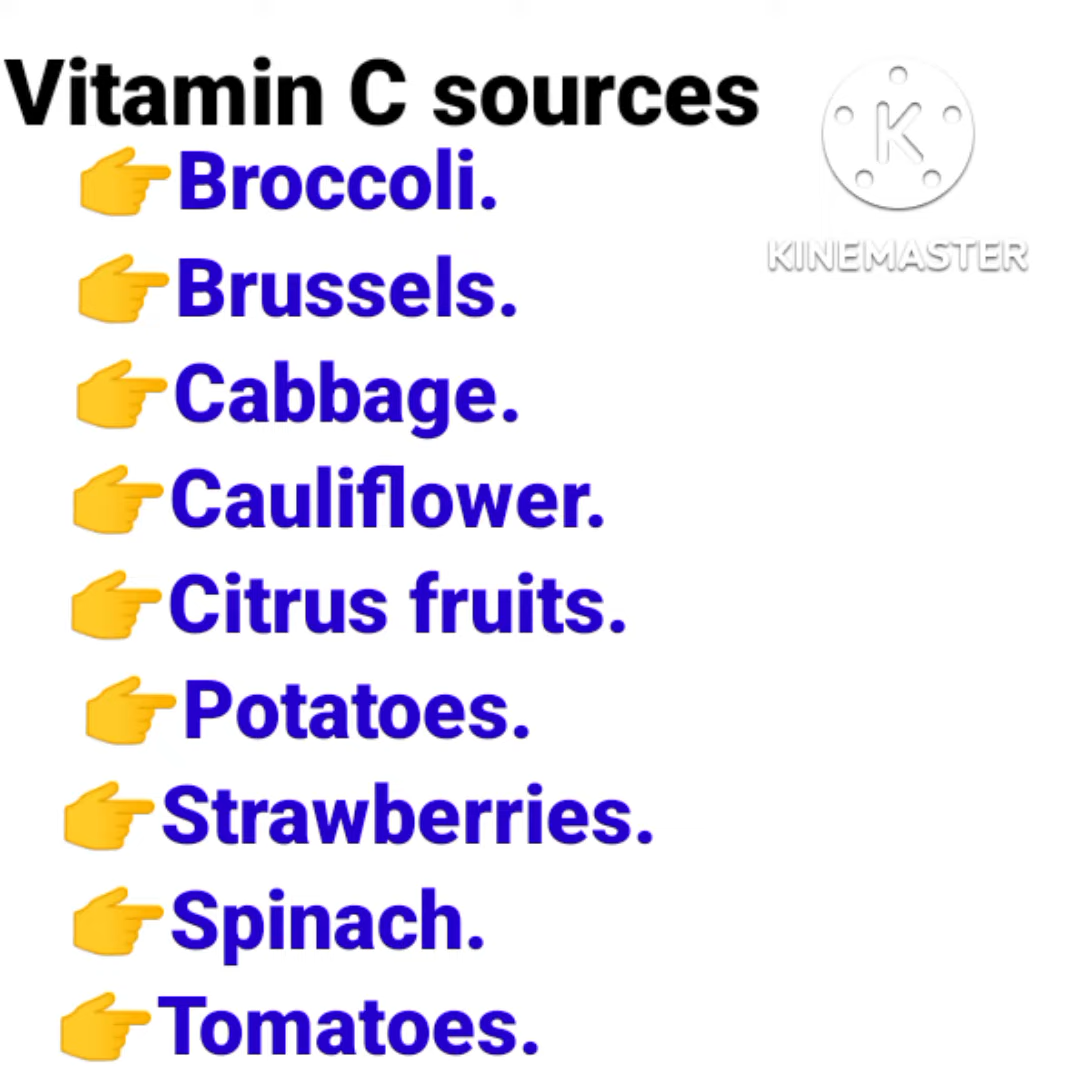 Vitamin C sources
👉Broccoli.
👉Brussels.
👉Cabbage.
👉Cauliflower.
👉Citrus fruits.
👉Potatoes.
👉Strawberries.
👉Spinach.
👉Tomatoes.
K
KINEMASTER